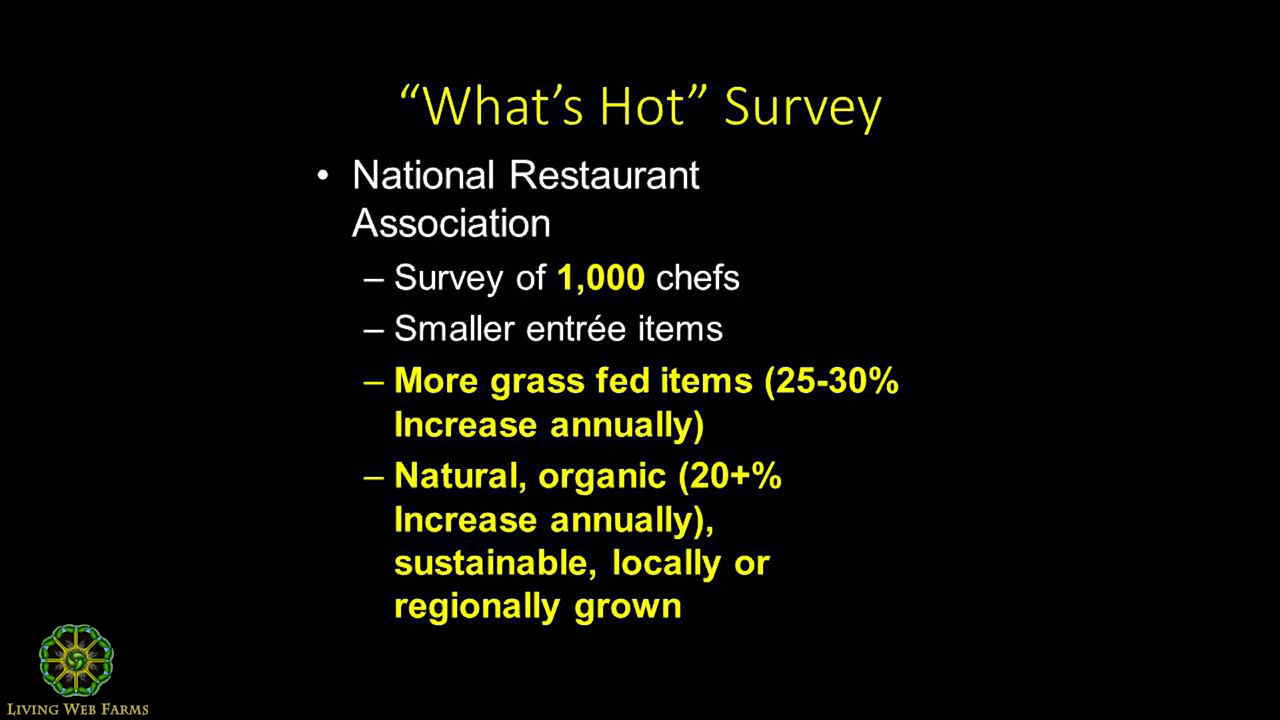 “What’s Hot” Survey
• National Restaurant
Association
– Survey of 1,000 chefs
– Smaller entrée items
– More grass fed items (25-30%
Increase annually)
– Natural, organic (20+%
Increase annually),
sustainable, locally or
regionally grown
LIVING WEB FARMS